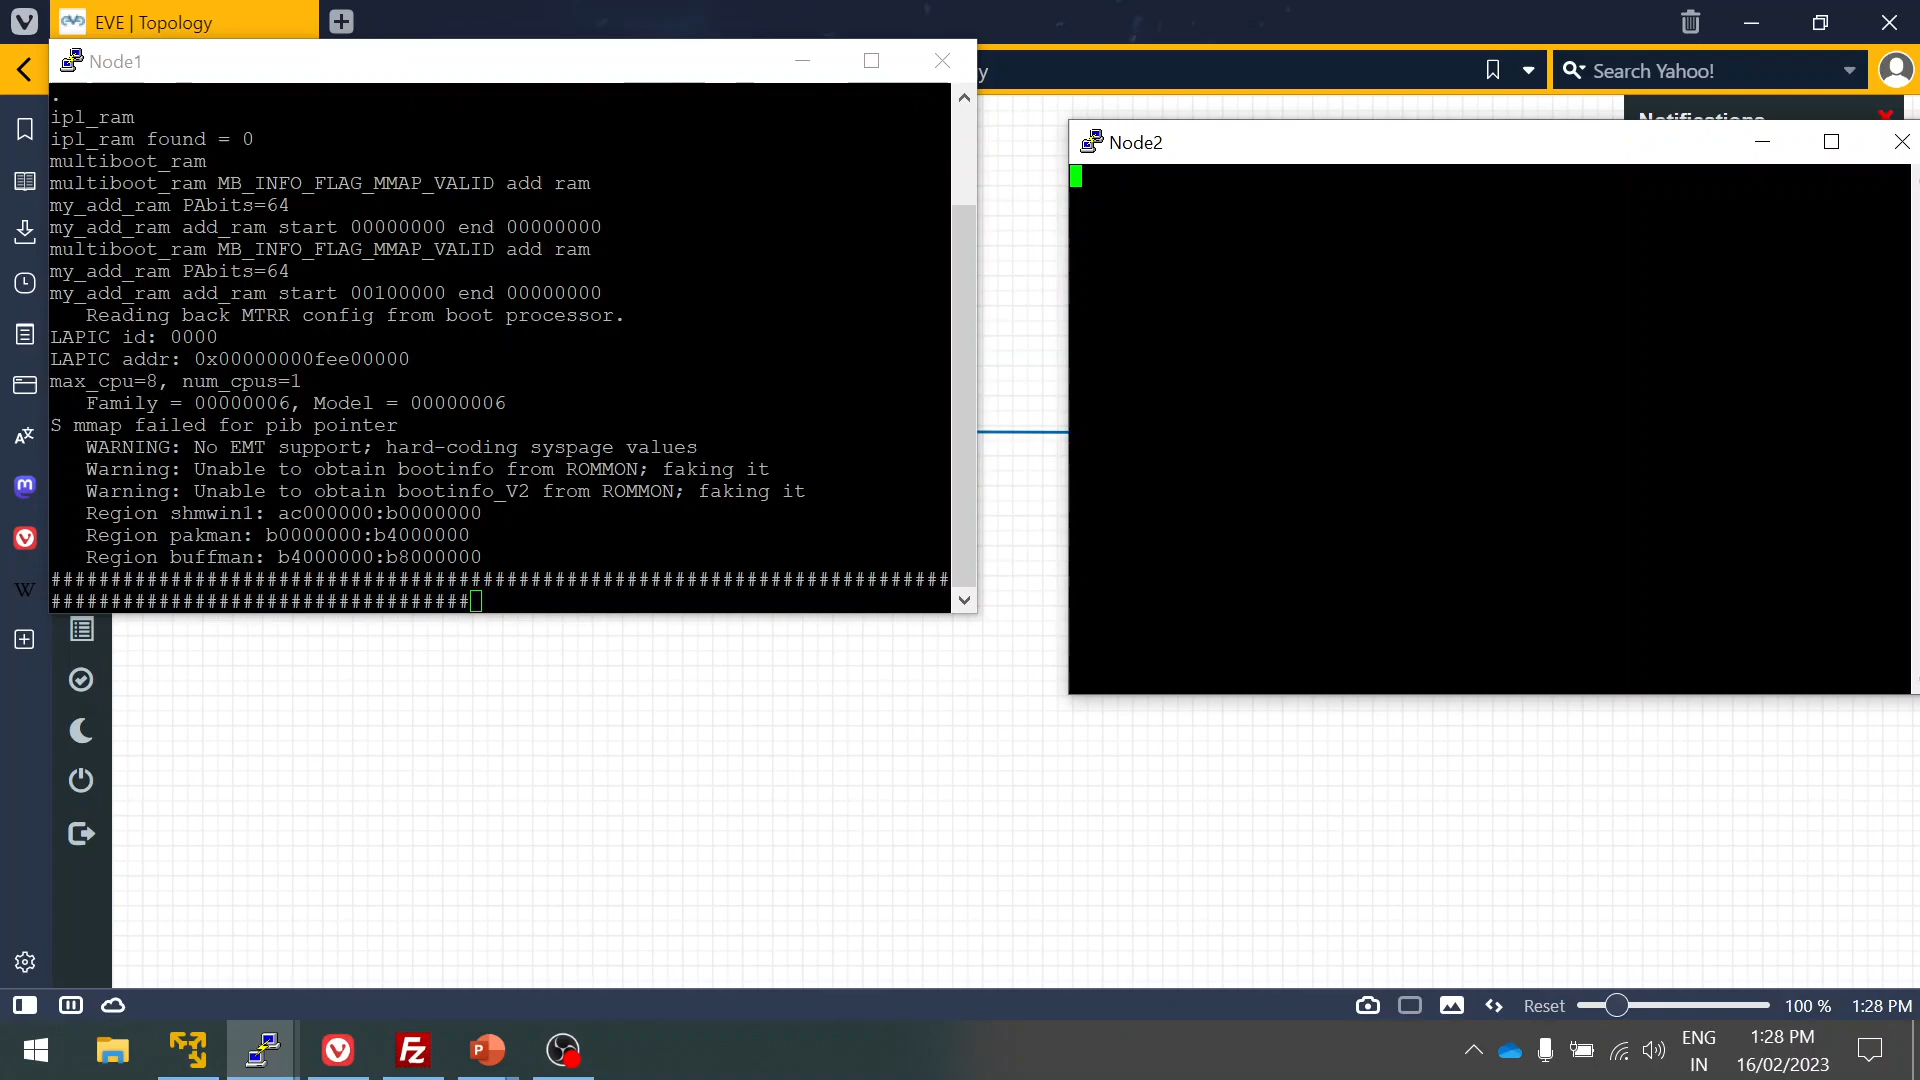 EVE | Topology
Node1
y
Search Yahoo!
Notifications
Node2
.
ipl_ram
ipl_ram found = 0
multiboot_ram
multiboot_ram MB_INFO_FLAG_MMAP_VALID add ram
my_add_ram PAbits=64
my_add_ram add_ram start 00000000 end 00000000
multiboot_ram MB_INFO_FLAG_MMAP_VALID add ram
my_add_ram PAbits=64
my_add_ram add_ram start 00100000 end 00000000
Reading back MTRR config from boot processor.
LAPIC id: 0000
LAPIC addr: 0x00000000fee00000
max_cpu=8, num_cpus=1
Family = 00000006, Model = 00000006
S mmap failed for pib pointer
WARNING: No EMT support; hard-coding syspage values
Warning: Unable to obtain bootinfo from ROMMON; faking it
Warning: Unable to obtain bootinfo_V2 from ROMMON; faking it
Region shmwin1: ac000000:b0000000
Region pakman: b0000000:b4000000
Region buffman: b4000000:b8000000
###########################################################################
###################################
Reset
100 %
1:28 PM
ENG
IN
1:28 PM
16/02/2023